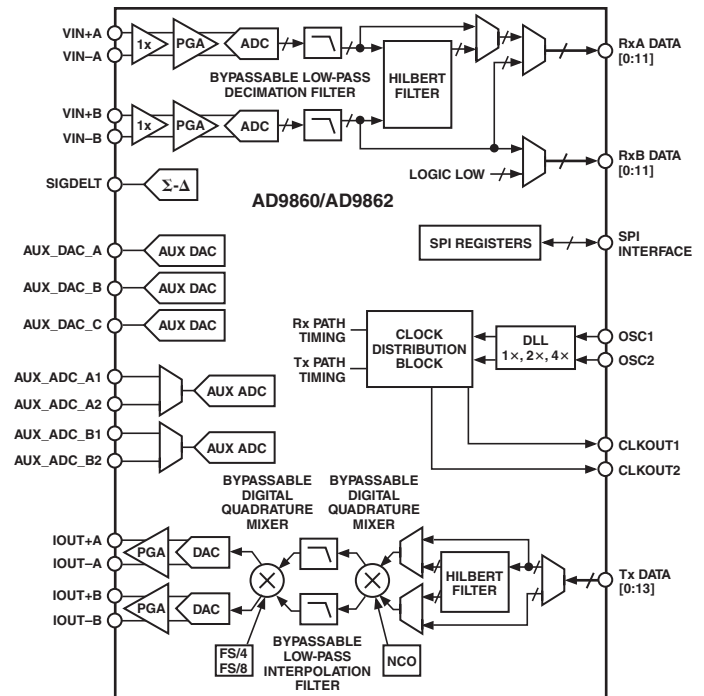 VIN+A
VIN–A
1x
PGA
ADC
BYPASSABLE LOW-PASS
DECIMATION FILTER
HILBERT
FILTER
RxA DATA
[0:11]
VIN+B
VIN–B
1x
PGA
ADC
LOGIC LOW
RxB DATA
[0:11]
SIGDELT
Σ-Δ
AD9860/AD9862
SPI REGISTERS
SPI
INTERFACE
AUX_DAC_A
AUX DAC
AUX_DAC_B
AUX DAC
AUX_DAC_C
AUX DAC
Rx PATH
TIMING
Tx PATH
TIMING
CLOCK
DISTRIBUTION
BLOCK
DLL
1×, 2×, 4×
OSC1
OSC2
AUX_ADC_A1
AUX_ADC_A2
AUX ADC
AUX_ADC_B1
AUX_ADC_B2
AUX ADC
CLKOUT1
CLKOUT2
BYPASSABLE
DIGITAL
QUADRATURE
MIXER
BYPASSABLE
DIGITAL
QUADRATURE
MIXER
IOUT+A
IOUT–A
PGA
DAC
IOUT+B
IOUT–B
PGA
DAC
HILBERT
FILTER
Tx DATA
[0:13]
FS/4
FS/8
BYPASSABLE
LOW-PASS
INTERPOLATION
FILTER
NCO